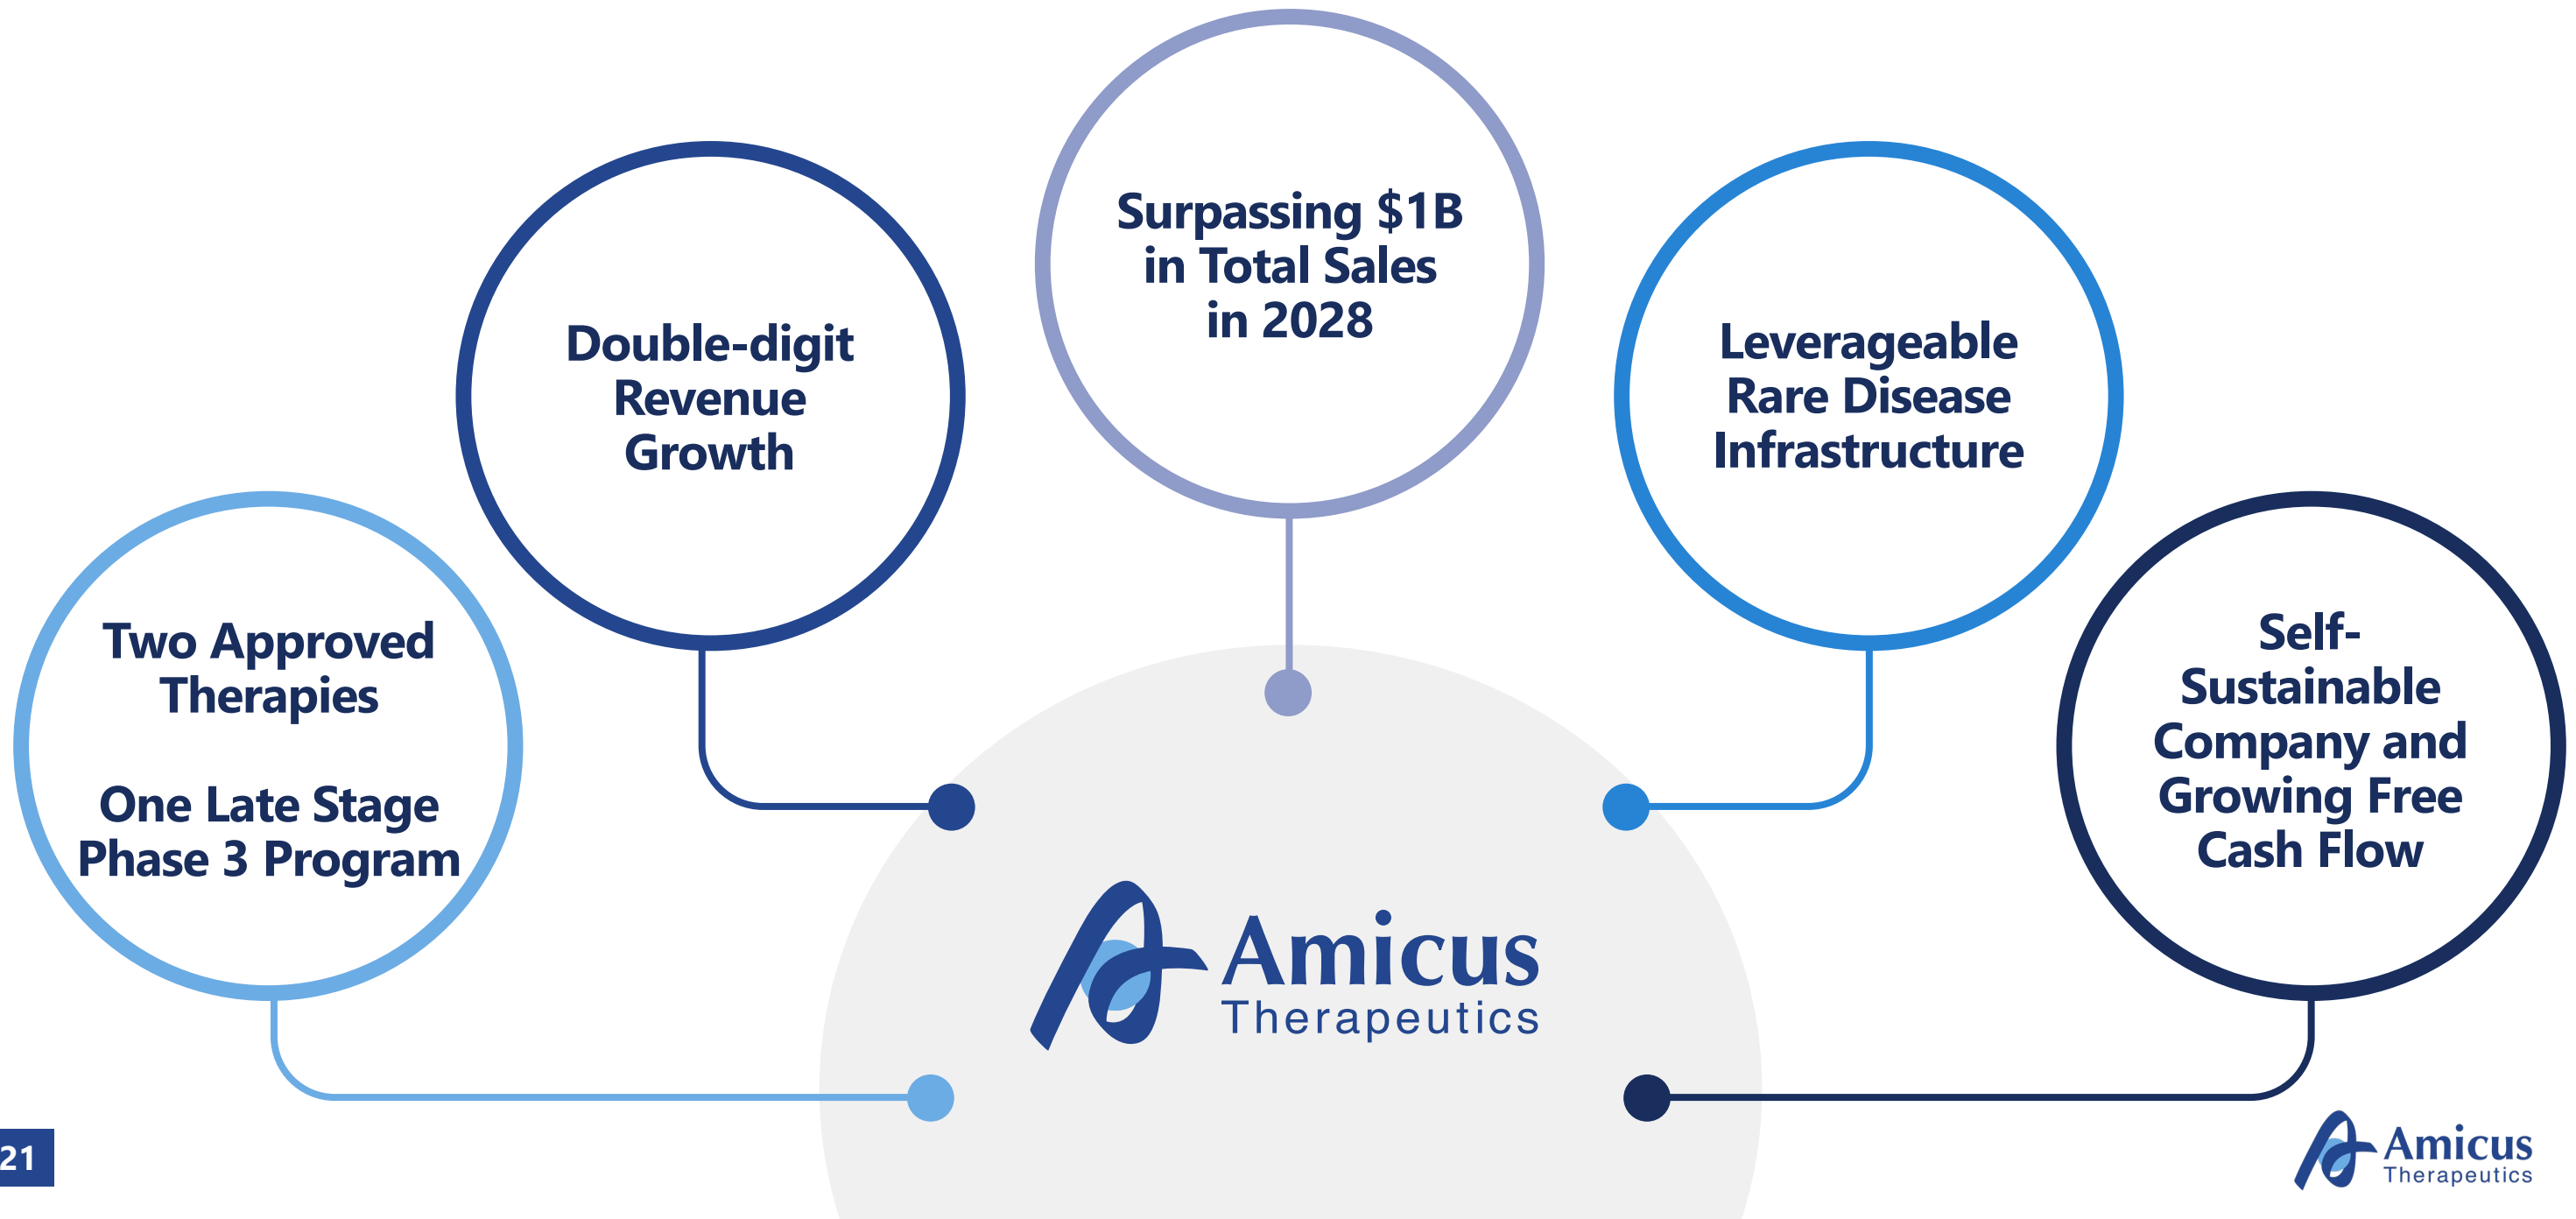 Two Approved
Therapies
One Late Stage
Phase 3 Program
Double-digit
Revenue
Growth
Surpassing $1B
in Total Sales
in 2028
Leverageable
Rare Disease
Infrastructure
Self-
Sustainable
Company and
Growing Free
Cash Flow
Amicus
Therapeutics
21
Amicus
Therapeutics